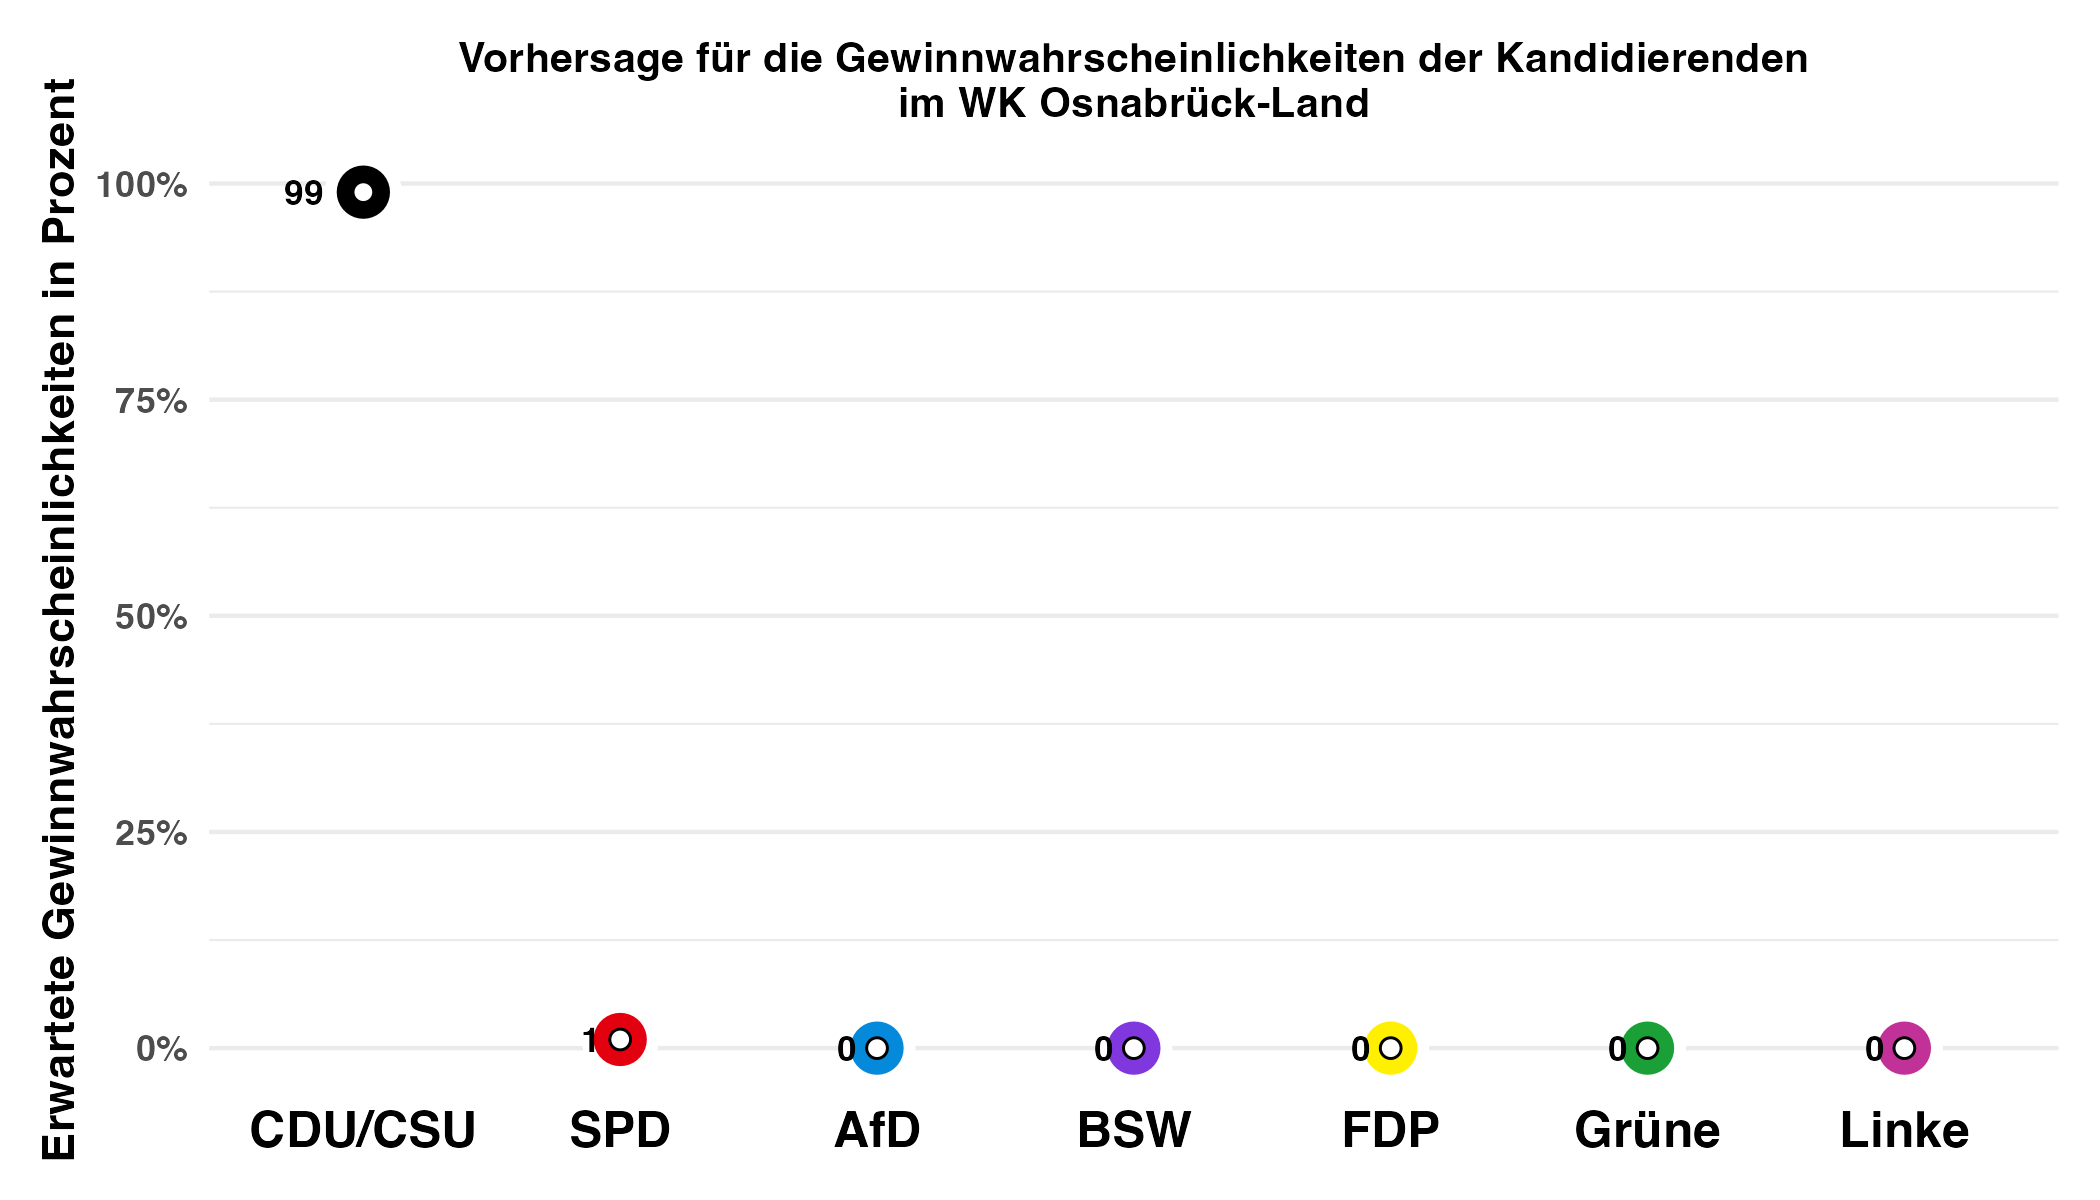 Vorhersage für die Gewinnwahrscheinlichkeiten der Kandidierenden
im WK Osnabrück-Land
Erwartete Gewinnwahrscheinlichkeiten in Prozent
100%
75%
50%
25%
0%
99
1
0
0
0
0
0
CDU/CSU
SPD
AfD
BSW
FDP
Grüne
Linke